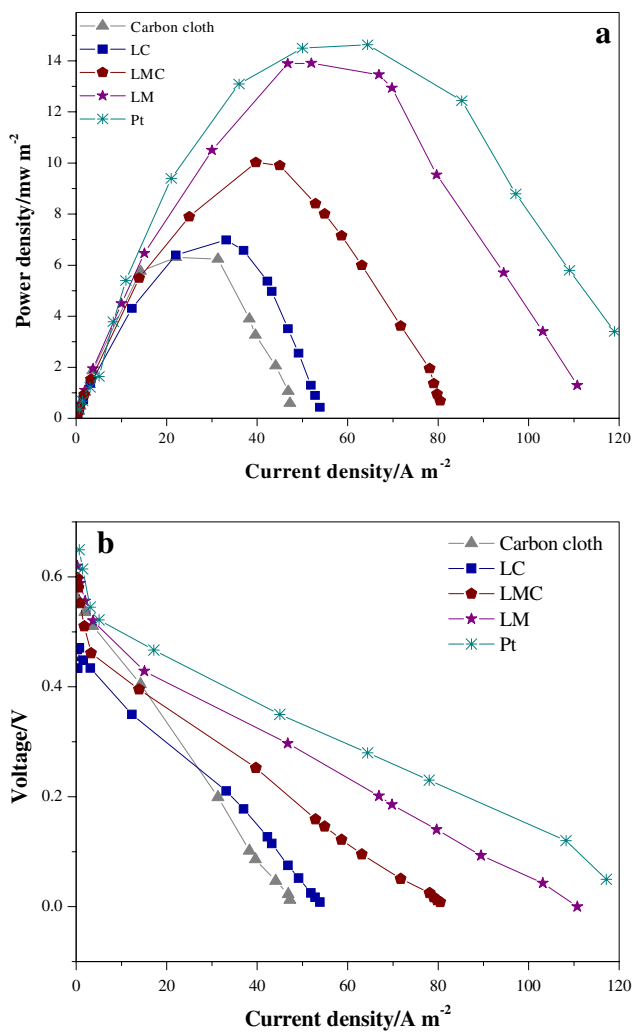 Carbon cloth
LC
LMC
LM
Pt
a
14
12
10
8
6
4
2
0
Power density/mw m-2
0 20 40 60 80 100 120
Current density/A m-2
b
Carbon cloth
LC
LMC
LM
Pt
0.6
0.4
0.2
0.0
Voltage/V
0 20 40 60 80 100 120
Current density/A m-2